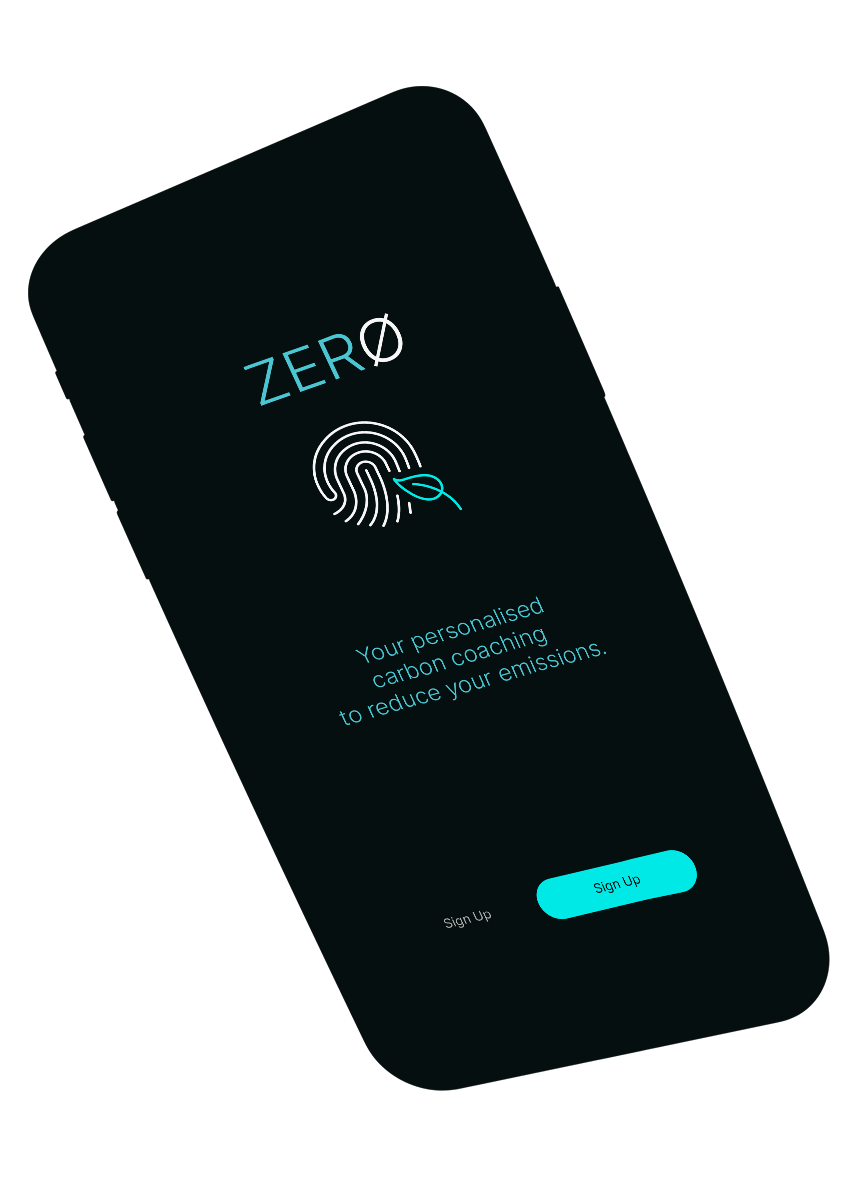 ZERØ
Your personalised
carbon coaching
to reduce your emissions.
Sign Up
Sign Up